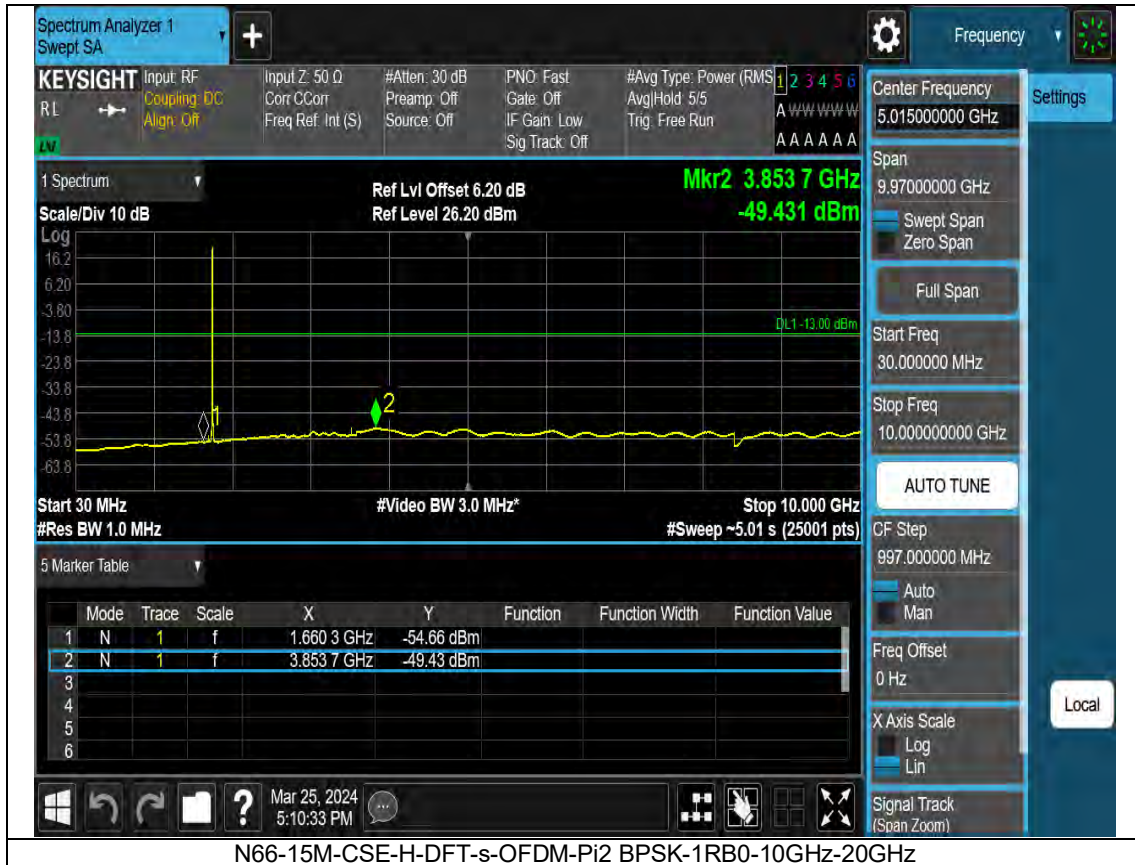 Spectrum Analyzer 1
Swept SA
Frequency
KEYSIGHT
RL
Input: RF
Coupling: DC
Align: Off
Input Z: 50 Ω
Corr CCorr
Freq Ref: Int (S)
#Atten: 30 dB
Preamp: Off
Source: Off
PNO: Fast
Gate: Off
IF Gain: Low
Sig Track: Off
#Avg Type: Power (RMS
Avg|Hold: 5/5
Trig: Free Run
1 2 3 4 5 6
A W W W W W
A A A A A A
1 Spectrum
Scale/Div 10 dB
Ref Lvl Offset 6.20 dB
Ref Level 26.20 dBm
Mkr2 3.853 7 GHz
-49.431 dBm
Log
16.2
6.20
-3.80
-13.8
-23.8
-33.8
-43.8
-53.8
-63.8
DL1 -13.00 dBm
1
2
Start 30 MHz
#Res BW 1.0 MHz
#Video BW 3.0 MHz*
Stop 10.000 GHz
#Sweep ~5.01 s (25001 pts)
5 Marker Table
Mode Trace Scale X Y Function Function Width Function Value
1 N 1 f 1.660 3 GHz -54.66 dBm
2 N 1 f 3.853 7 GHz -49.43 dBm
3
4
5
6
Mar 25, 2024
5:10:33 PM
Center Frequency
5.015000000 GHz
Settings
Span
9.97000000 GHz
Swept Span
Zero Span
Full Span
Start Freq
30.000000 MHz
Stop Freq
10.000000000 GHz
AUTO TUNE
CF Step
997.000000 MHz
Auto
Man
Freq Offset
0 Hz
Local
X Axis Scale
Log
Lin
Signal Track
(Span Zoom)
N66-15M-CSE-H-DFT-s-OFDM-Pi2 BPSK-1RB0-10GHz-20GHz